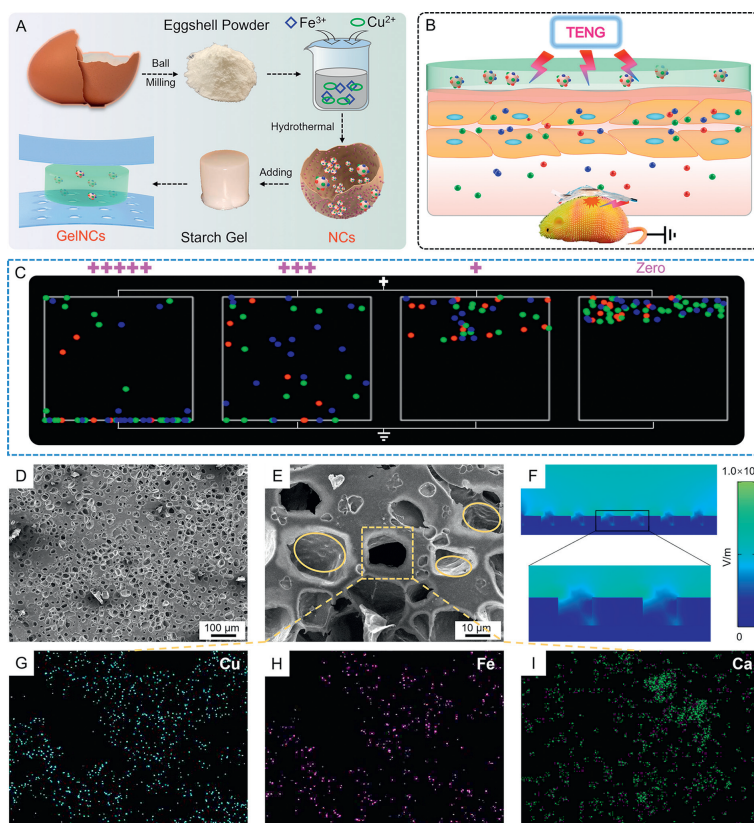 A
Eggshell Powder
Fe3+
Cu2+
Ball
Milling
Hydrothermal
Adding
GelNCs
Starch Gel
NCs
B
TENG
C
+++++
+++
+
Zero
+
D
100 μm
E
10 μm
F
1.0×10
V/m
0
G
Cu
H
Fe
I
Ca